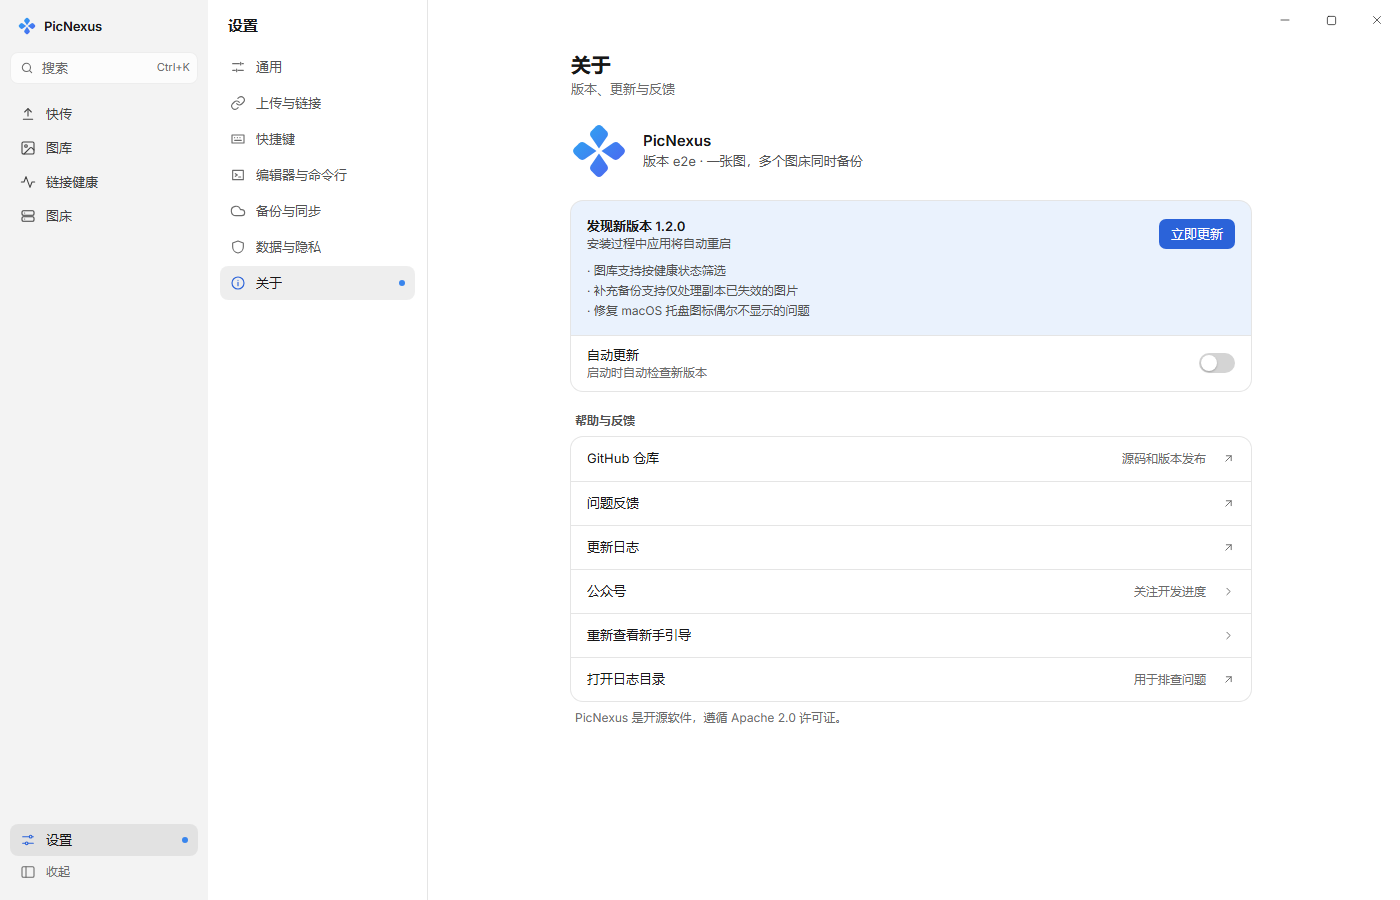 PicNexus
搜索 Ctrl+K
快传
图库
链接健康
图床
设置
收起
设置
通用
上传与链接
快捷键
编辑器与命令行
备份与同步
数据与隐私
关于
关于
版本、更新与反馈
PicNexus
版本 e2e · 一张图，多个图床同时备份
发现新版本 1.2.0
安装过程中应用将自动重启
立即更新
· 图库支持按健康状态筛选
· 补充备份支持仅处理副本已失效的图片
· 修复 macOS 托盘图标偶尔不显示的问题
自动更新
启动时自动检查新版本
帮助与反馈
GitHub 仓库 源码和版本发布
问题反馈
更新日志
公众号 关注开发进度
重新查看新手引导
打开日志目录 用于排查问题
PicNexus 是开源软件，遵循 Apache 2.0 许可证。